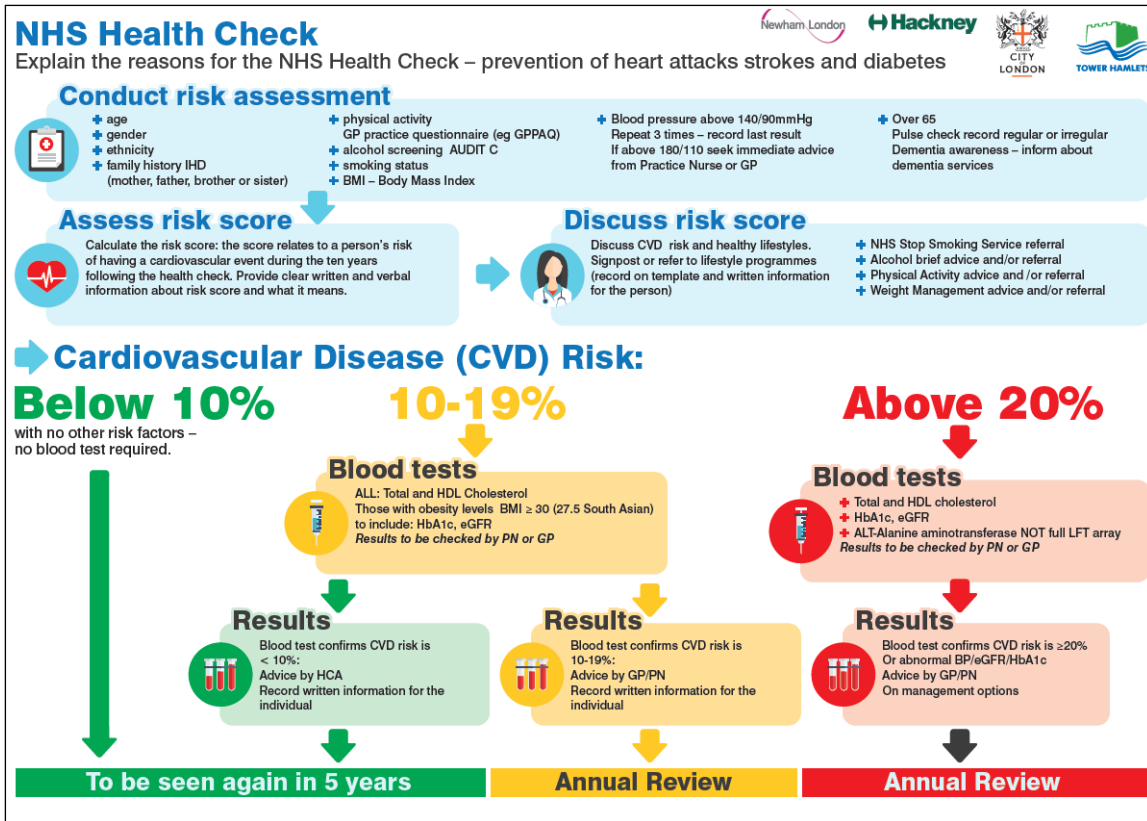 NHS Health Check
Explain the reasons for the NHS Health Check – prevention of heart attacks strokes and diabetes
Newham London
Hackney
CITY
OF
LONDON
TOWER HAMLETS
Conduct risk assessment
+ age
+ gender
+ ethnicity
+ family history IHD
(mother, father, brother or sister)
+ physical activity
GP practice questionnaire (eg GPPAQ)
+ alcohol screening AUDIT C
+ smoking status
+ BMI – Body Mass Index
+ Blood pressure above 140/90mmHg
Repeat 3 times – record last result
If above 180/110 seek immediate advice
from Practice Nurse or GP
+ Over 65
Pulse check record regular or irregular
Dementia awareness – inform about
dementia services
Assess risk score
Calculate the risk score: the score relates to a person's risk
of having a cardiovascular event during the ten years
following the health check. Provide clear written and verbal
information about risk score and what it means.
Discuss risk score
Discuss CVD risk and healthy lifestyles.
Signpost or refer to lifestyle programmes
(record on template and written information
for the person)
+ NHS Stop Smoking Service referral
+ Alcohol brief advice and/or referral
+ Physical Activity advice and /or referral
+ Weight Management advice and/or referral
Cardiovascular Disease (CVD) Risk:
Below 10%
with no other risk factors –
no blood test required.
10-19%
Above 20%
Blood tests
ALL: Total and HDL Cholesterol
Those with obesity levels BMI ≥ 30 (27.5 South Asian)
to include: HbA1c, eGFR
Results to be checked by PN or GP
Blood tests
+ Total and HDL cholesterol
+ HbA1c, eGFR
+ ALT-Alanine aminotransferase NOT full LFT array
Results to be checked by PN or GP
Results
Blood test confirms CVD risk is
< 10%:
Advice by HCA
Record written information for the
individual
Results
Blood test confirms CVD risk is
10-19%:
Advice by GP/PN
Record written information for the
individual
Results
Blood test confirms CVD risk is ≥20%
Or abnormal BP/eGFR/HbA1c
Advice by GP/PN
On management options
To be seen again in 5 years
Annual Review
Annual Review